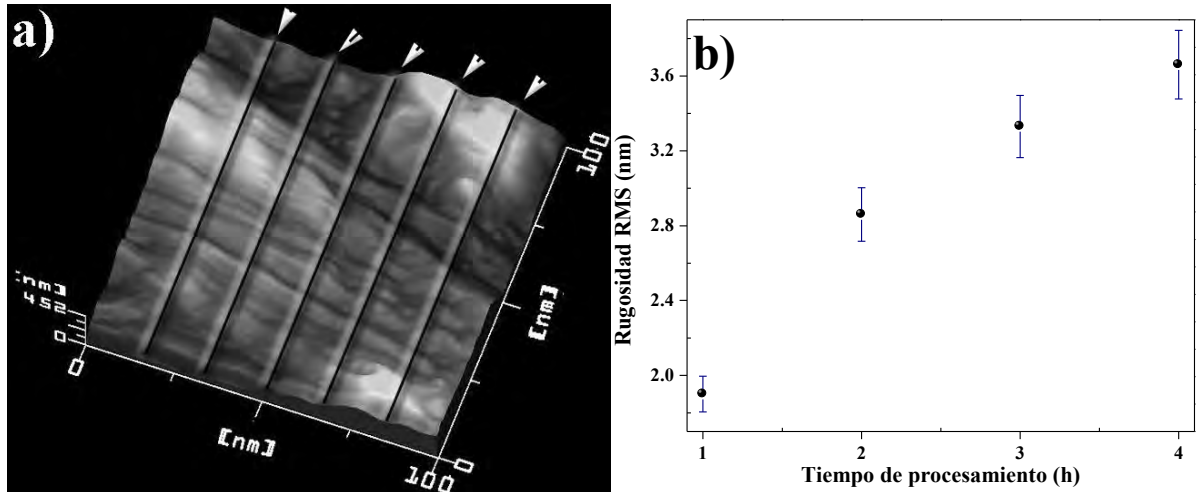 a)
100
[nm]
[nm]
452
0
0
[nm]
100
0
b)
Rugosidad RMS (nm)
3.6
3.2
2.8
2.4
2.0
1
2
3
4
Tiempo de procesamiento (h)